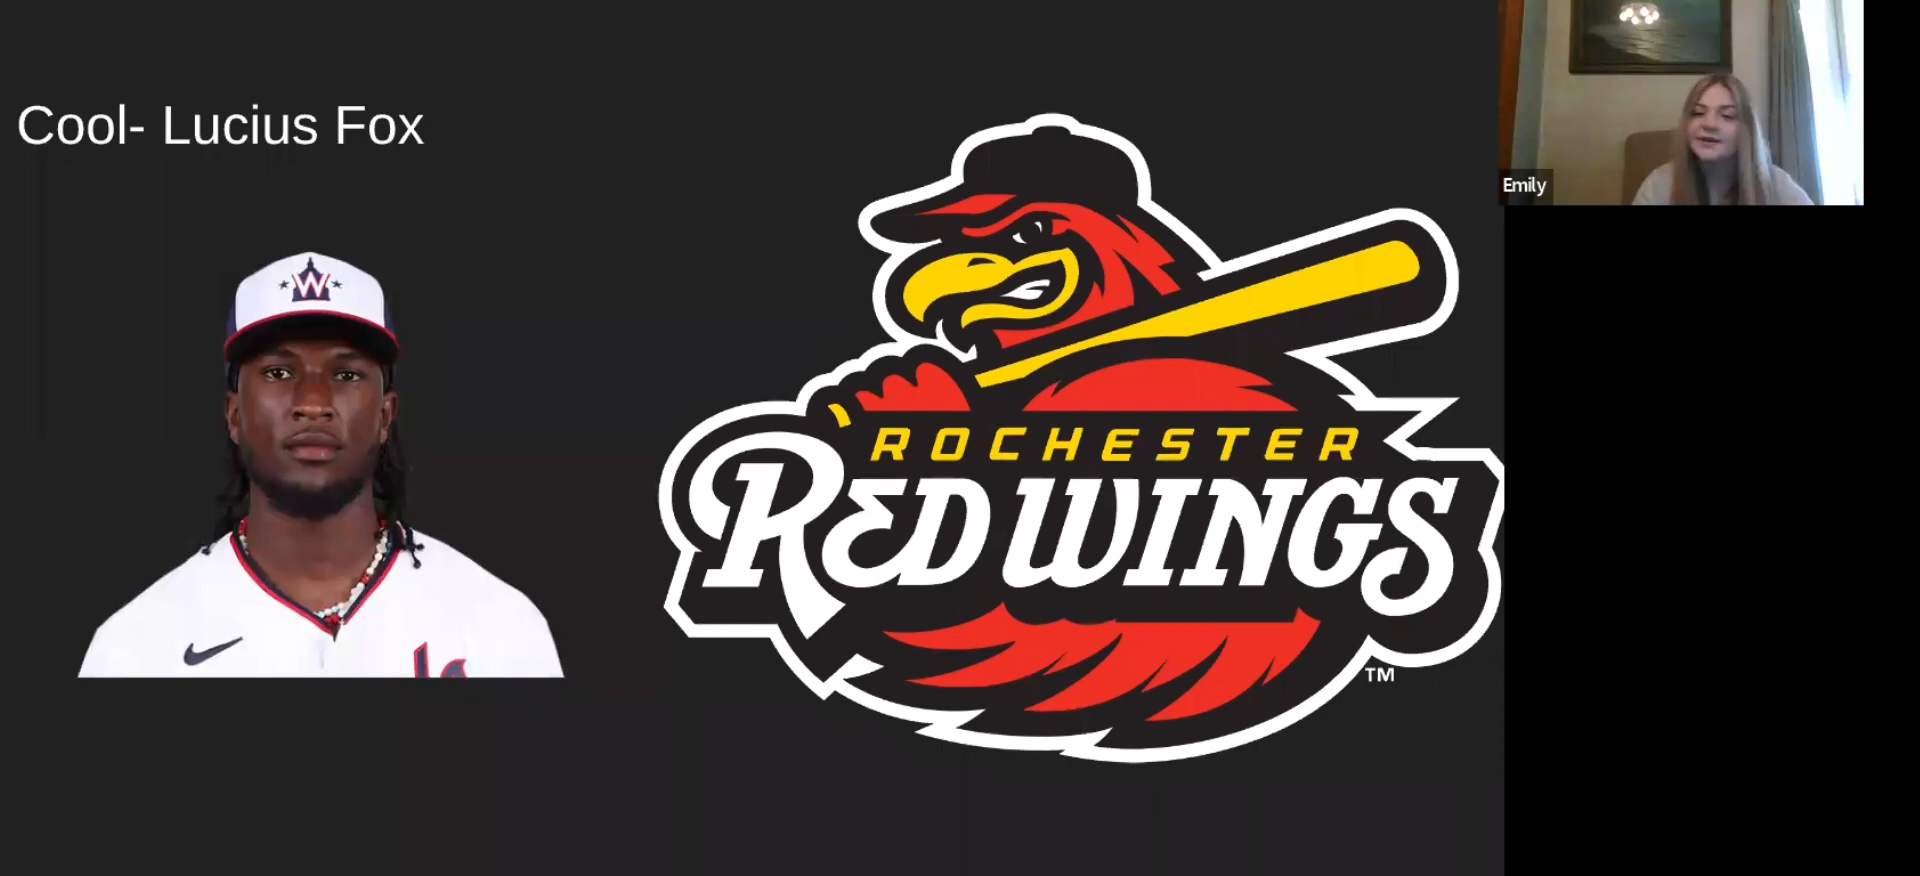 Cool- Lucius Fox
W
ROCHESTER
RED WINGS
TM
Emily